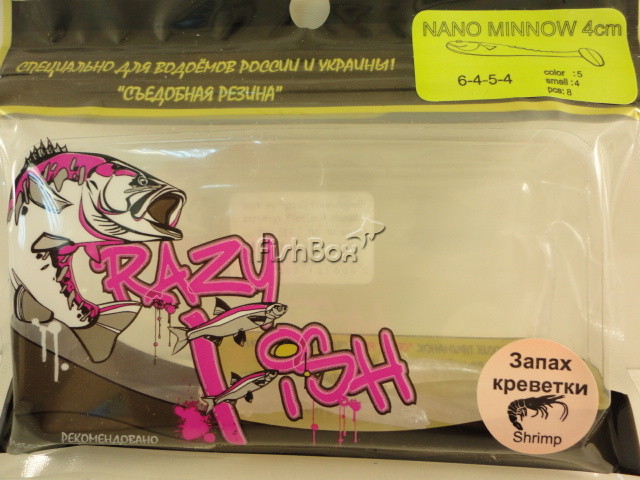 NANO MINNOW 4cm
6-4-5-4
color : 5
smell : 4
pcs: 8
СПЕЦИАЛЬНО ДЛЯ ВОДОЁМОВ РОССИИ И УКРАИНЫ!
"СЪЕДОБНАЯ РЕЗИНА"
FishBox
CRAZY
FISH
Запах
креветки
Shrimp
РЕКОМЕНДОВАНО